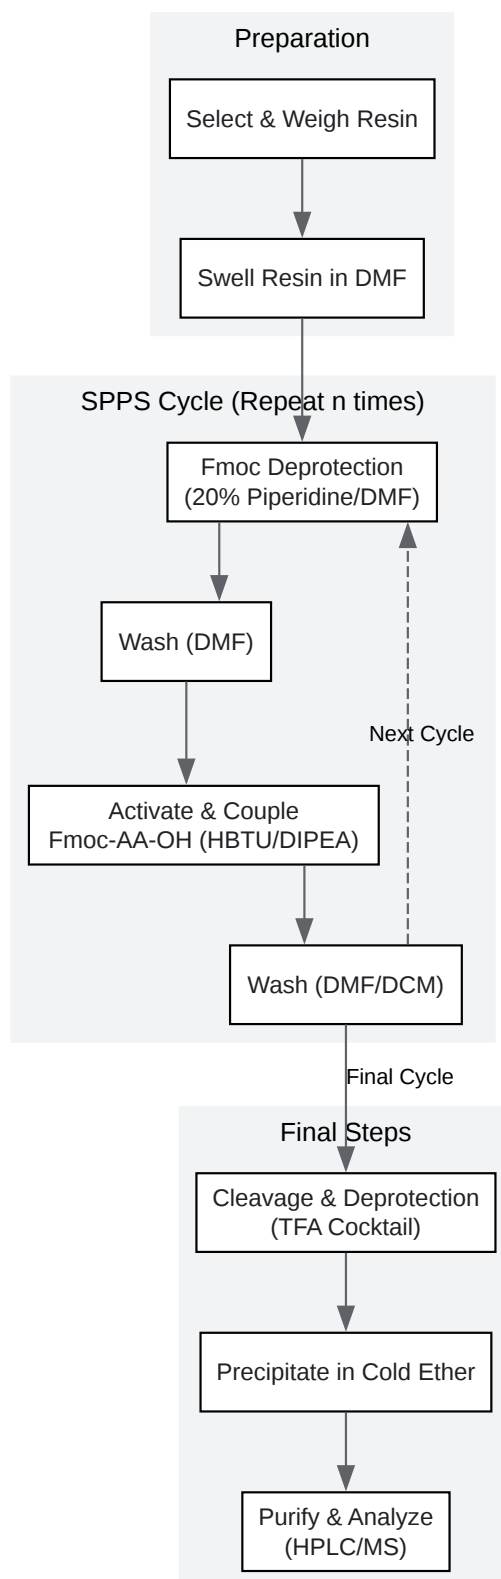 Preparation
Select & Weigh Resin
Swell Resin in DMF
SPPS Cycle (Repeat n times)
Fmoc Deprotection
(20% Piperidine/DMF)
Wash (DMF)
Next Cycle
Activate & Couple
Fmoc-AA-OH (HBTU/DIPEA)
Wash (DMF/DCM)
Final Cycle
Final Steps
Cleavage & Deprotection
(TFA Cocktail)
Precipitate in Cold Ether
Purify & Analyze
(HPLC/MS)